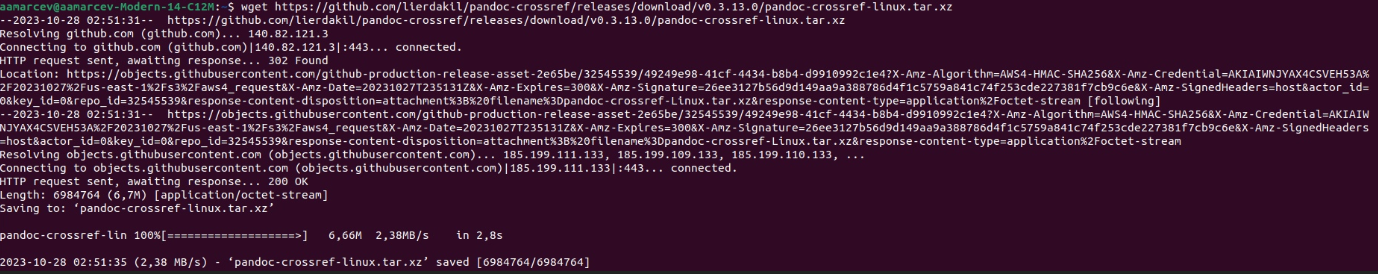 aamarcev@aamarcev-Modern-14-C12M:~$ wget https://github.com/lierdakil/pandoc-crossref/releases/download/v0.3.13.0/pandoc-crossref-linux.tar.xz
--2023-10-28 02:51:31--  https://github.com/lierdakil/pandoc-crossref/releases/download/v0.3.13.0/pandoc-crossref-linux.tar.xz
Resolving github.com (github.com)... 140.82.121.3
Connecting to github.com (github.com)|140.82.121.3|:443... connected.
HTTP request sent, awaiting response... 302 Found
Location: https://objects.githubusercontent.com/github-production-release-asset-2e65be/32545539/49249e98-41cf-4434-b8b4-d9910992c1e4?X-Amz-Algorithm=AWS4-HMAC-SHA256&X-Amz-Credential=AKIAIWNJYAX4CSVEH53A%
2F20231027%2Fus-east-1%2Fs3%2Faws4_request&X-Amz-Date=20231027T235131Z&X-Amz-Expires=300&X-Amz-Signature=26ee3127b56d9d149aa9a388786d4f1c5759a841c74f253cde227381f7cb9c6e&X-Amz-SignedHeaders=host&actor_id=
0&key_id=0&repo_id=32545539&response-content-disposition=attachment%3B%20filename%3Dpandoc-crossref-Linux.tar.xz&response-content-type=application%2Foctet-stream [following]
--2023-10-28 02:51:31--  https://objects.githubusercontent.com/github-production-release-asset-2e65be/32545539/49249e98-41cf-4434-b8b4-d9910992c1e4?X-Amz-Algorithm=AWS4-HMAC-SHA256&X-Amz-Credential=AKIAIW
NJYAX4CSVEH53A%2F20231027%2Fus-east-1%2Fs3%2Faws4_request&X-Amz-Date=20231027T235131Z&X-Amz-Expires=300&X-Amz-Signature=26ee3127b56d9d149aa9a388786d4f1c5759a841c74f253cde227381f7cb9c6e&X-Amz-SignedHeaders
=host&actor_id=0&key_id=0&repo_id=32545539&response-content-disposition=attachment%3B%20filename%3Dpandoc-crossref-Linux.tar.xz&response-content-type=application%2Foctet-stream
Resolving objects.githubusercontent.com (objects.githubusercontent.com)... 185.199.111.133, 185.199.109.133, 185.199.110.133, ...
Connecting to objects.githubusercontent.com (objects.githubusercontent.com)|185.199.111.133|:443... connected.
HTTP request sent, awaiting response... 200 OK
Length: 6984764 (6,7M) [application/octet-stream]
Saving to: ‘pandoc-crossref-linux.tar.xz’
pandoc-crossref-lin 100%[===================>]   6,66M  2,38MB/s    in 2,8s
2023-10-28 02:51:35 (2,38 MB/s) - ‘pandoc-crossref-linux.tar.xz’ saved [6984764/6984764]